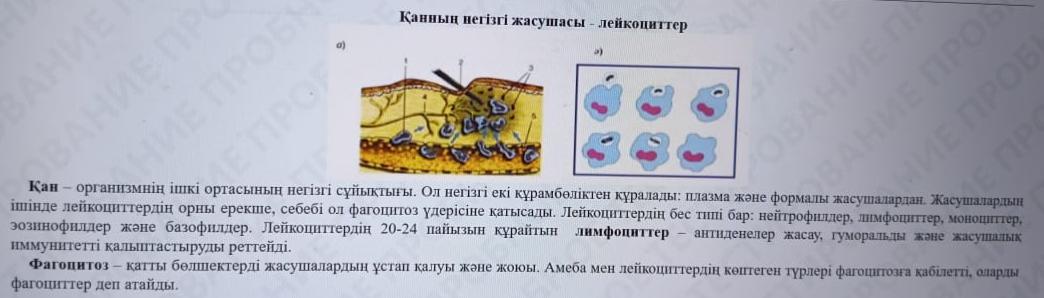 Қанның негізгі жасушасы - лейкоциттер
а)
ә)
1
2
3
4
5
Қан – организмнің ішкі ортасының негізгі сұйықтығы. Ол негізгі екі құрамбөліктен құралады: плазма және формалы жасушалардан. Жасушалардың
ішінде лейкоциттердің орны ерекше, себебі ол фагоцитоз үдерісіне қатысады. Лейкоциттердің бес типі бар: нейтрофилдер, лимфоциттер, моноциттер,
эозинофилдер және базофилдер. Лейкоциттердің 20-24 пайызын құрайтын лимфоциттер – антиденелер жасау, гуморальды және жасушалық
иммунитетті қалыптастыруды реттейді.
Фагоцитоз – қатты бөлшектерді жасушалардың ұстап қалуы және жоюы. Амеба мен лейкоциттердің көптеген түрлері фагоцитозға қабілетті, оларды
фагоциттер деп атайды.